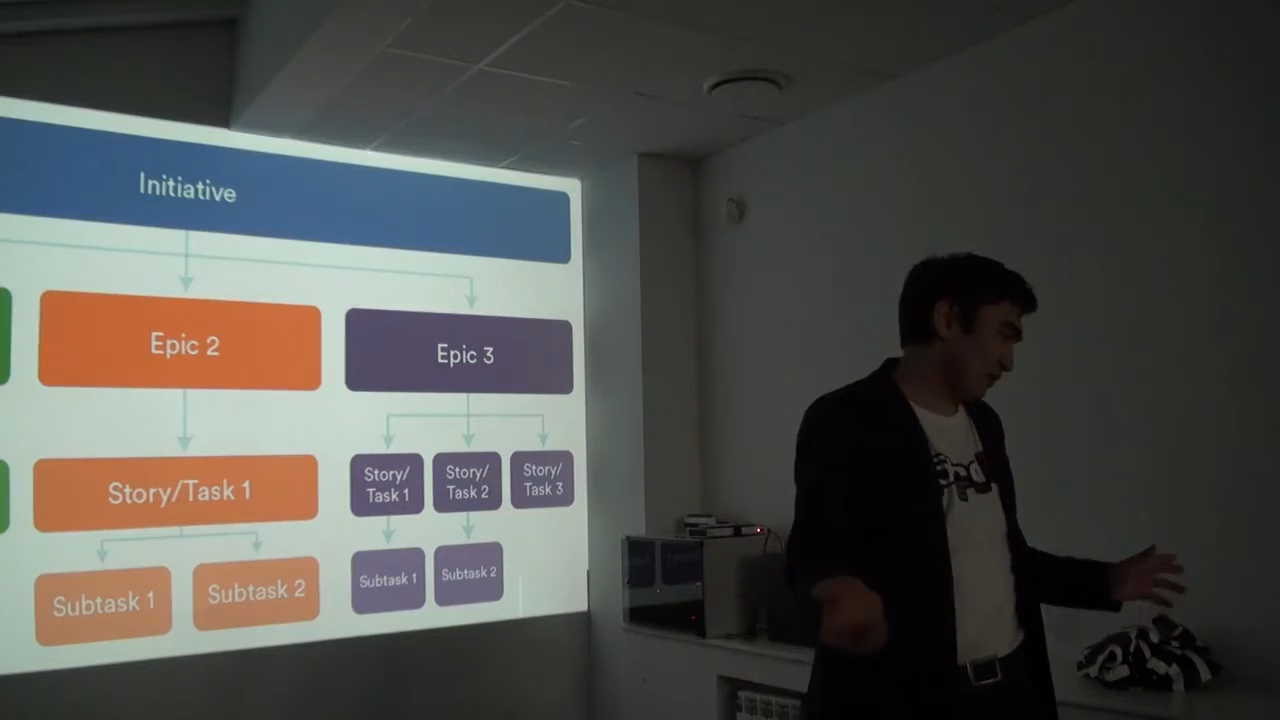 Initiative
Epic 2
Epic 3
Story/Task 1
Story/
Task 1
Story/
Task 2
Story/
Task 3
Subtask 1
Subtask 2
Subtask 1
Subtask 2